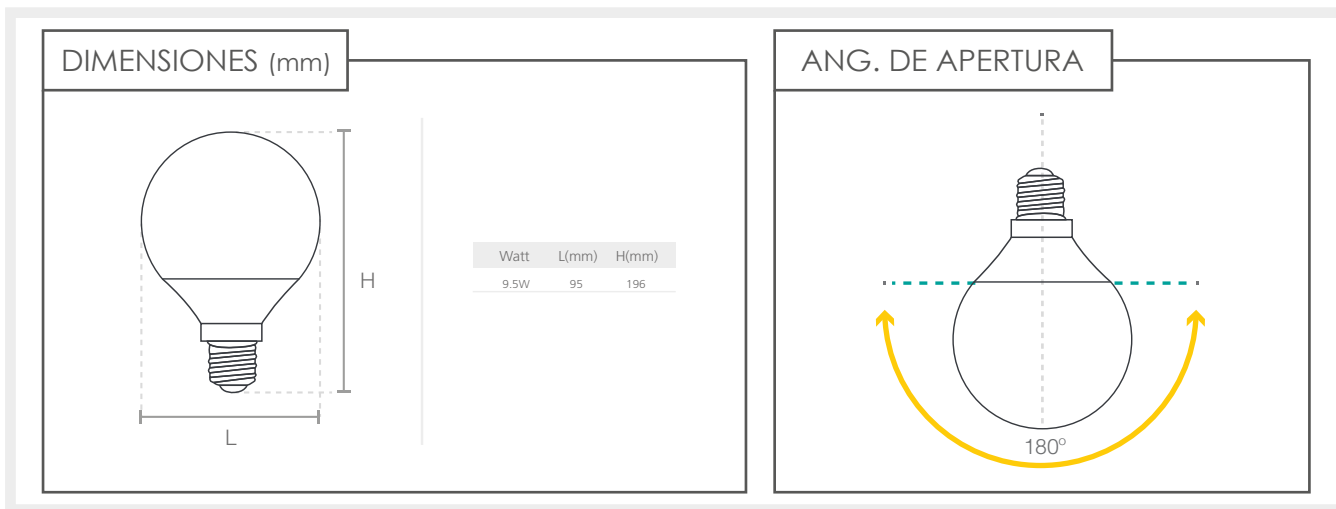 DIMENSIONES (mm)
H
L
Watt L(mm) H(mm)
9.5W 95 196
ANG. DE APERTURA
180º